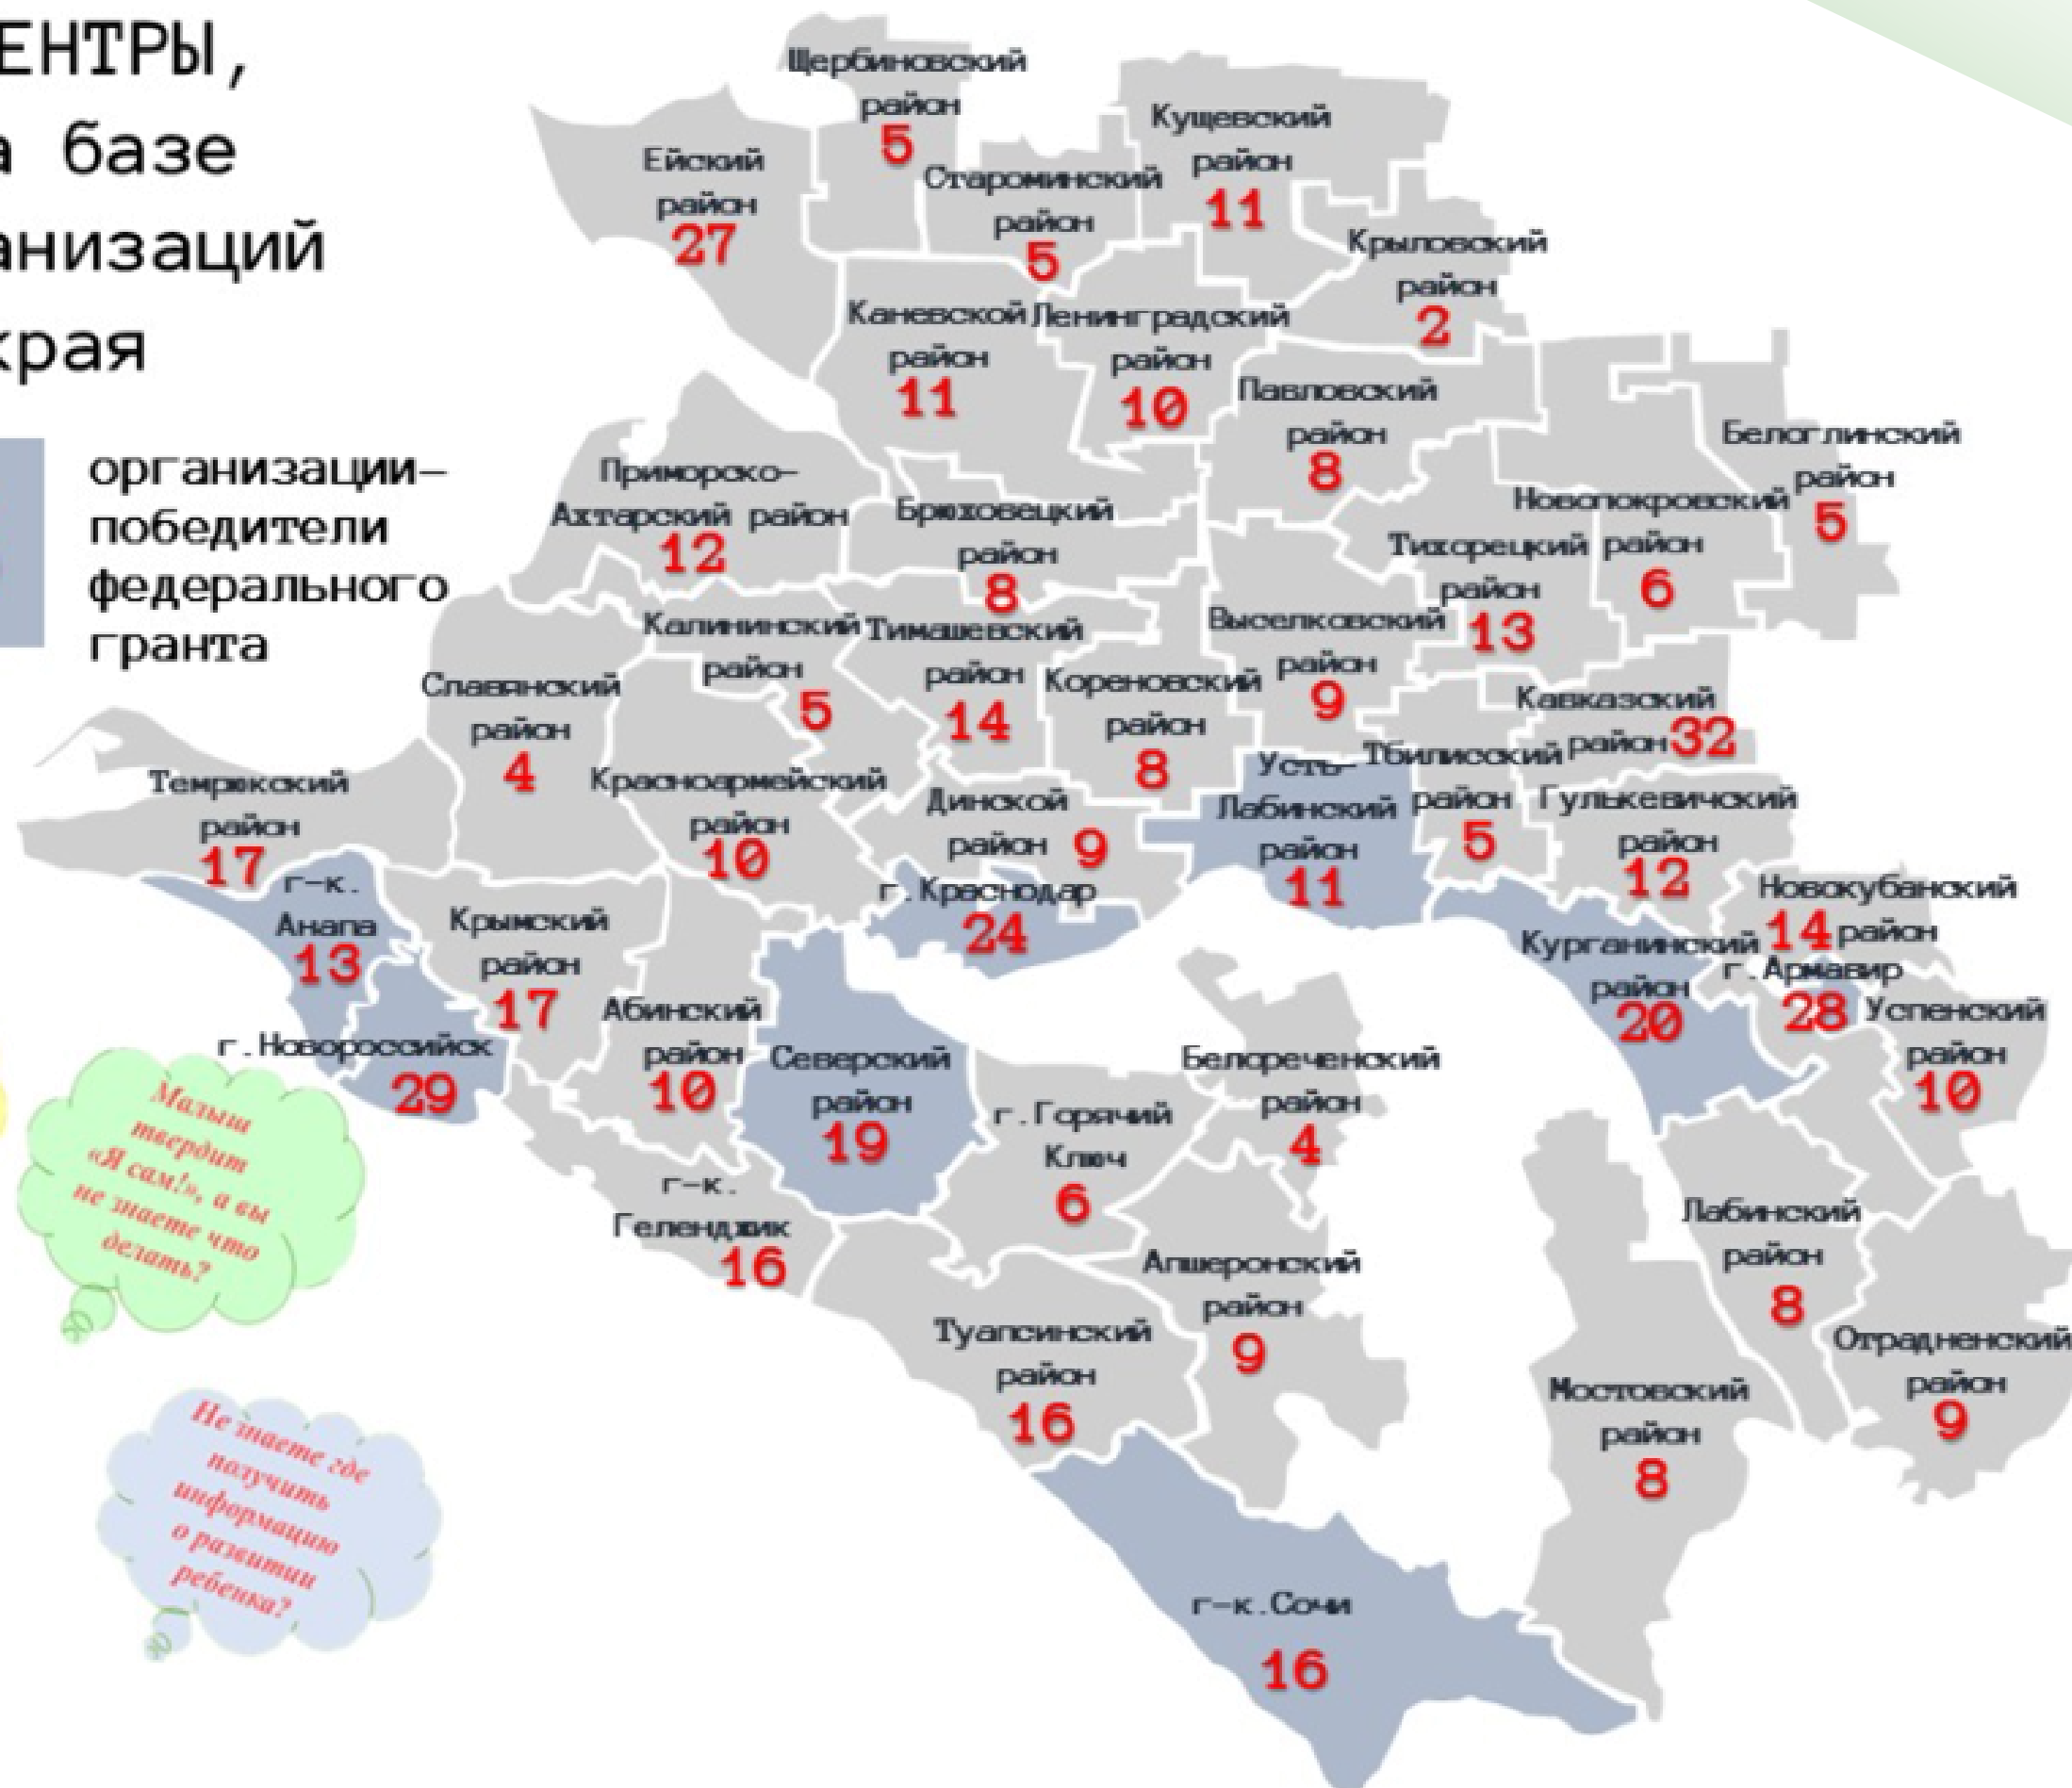 ЕНТРЫ,
а базе
анизаций
края
организации-
победители
федерального
гранта
Щербиновский
район
5
Кущевский
район
11
Ейский
район
27
Староминский
район
5
Крыловский
район
2
Каневской
район
11
Ленинградский
район
10
Павловский
район
8
Белоглинский
район
5
Приморско-
Ахтарский район
12
Брюховецкий
район
8
Новопокровский
район
6
Тихорецкий
район
13
Калининский
район
5
Тимашевский
район
14
Выселковский
район
9
Славянский
район
4
Кореновский
район
8
Кавказский
район 32
Тбилисский
район
5
Усть-
Лабинский
район
11
Темрюкский
район
17
Красноармейский
район
10
Динской
район 9
Гулькевичский
район
12
г-к.
Анапа
13
г.Краснодар
24
Новокубанский
14 район
Крымский
район
17
Курганинский
район
20
г.Армавир
28
Успенский
район
10
Абинский
район
10
г.Новороссийск
29
Северский
район
19
Белореченский
район
4
г.Горячий
Ключ
6
г-к.
Геленджик
16
Лабинский
район
8
Апшеронский
район
9
Туапсинский
район
16
Отрадненский
район
9
Мостовский
район
8
г-к.Сочи
16
Малыш
твердит
«Я сам!», а вы
не знаете что
делать?
Не знаете где
получить
информацию
о развитии
ребенка?